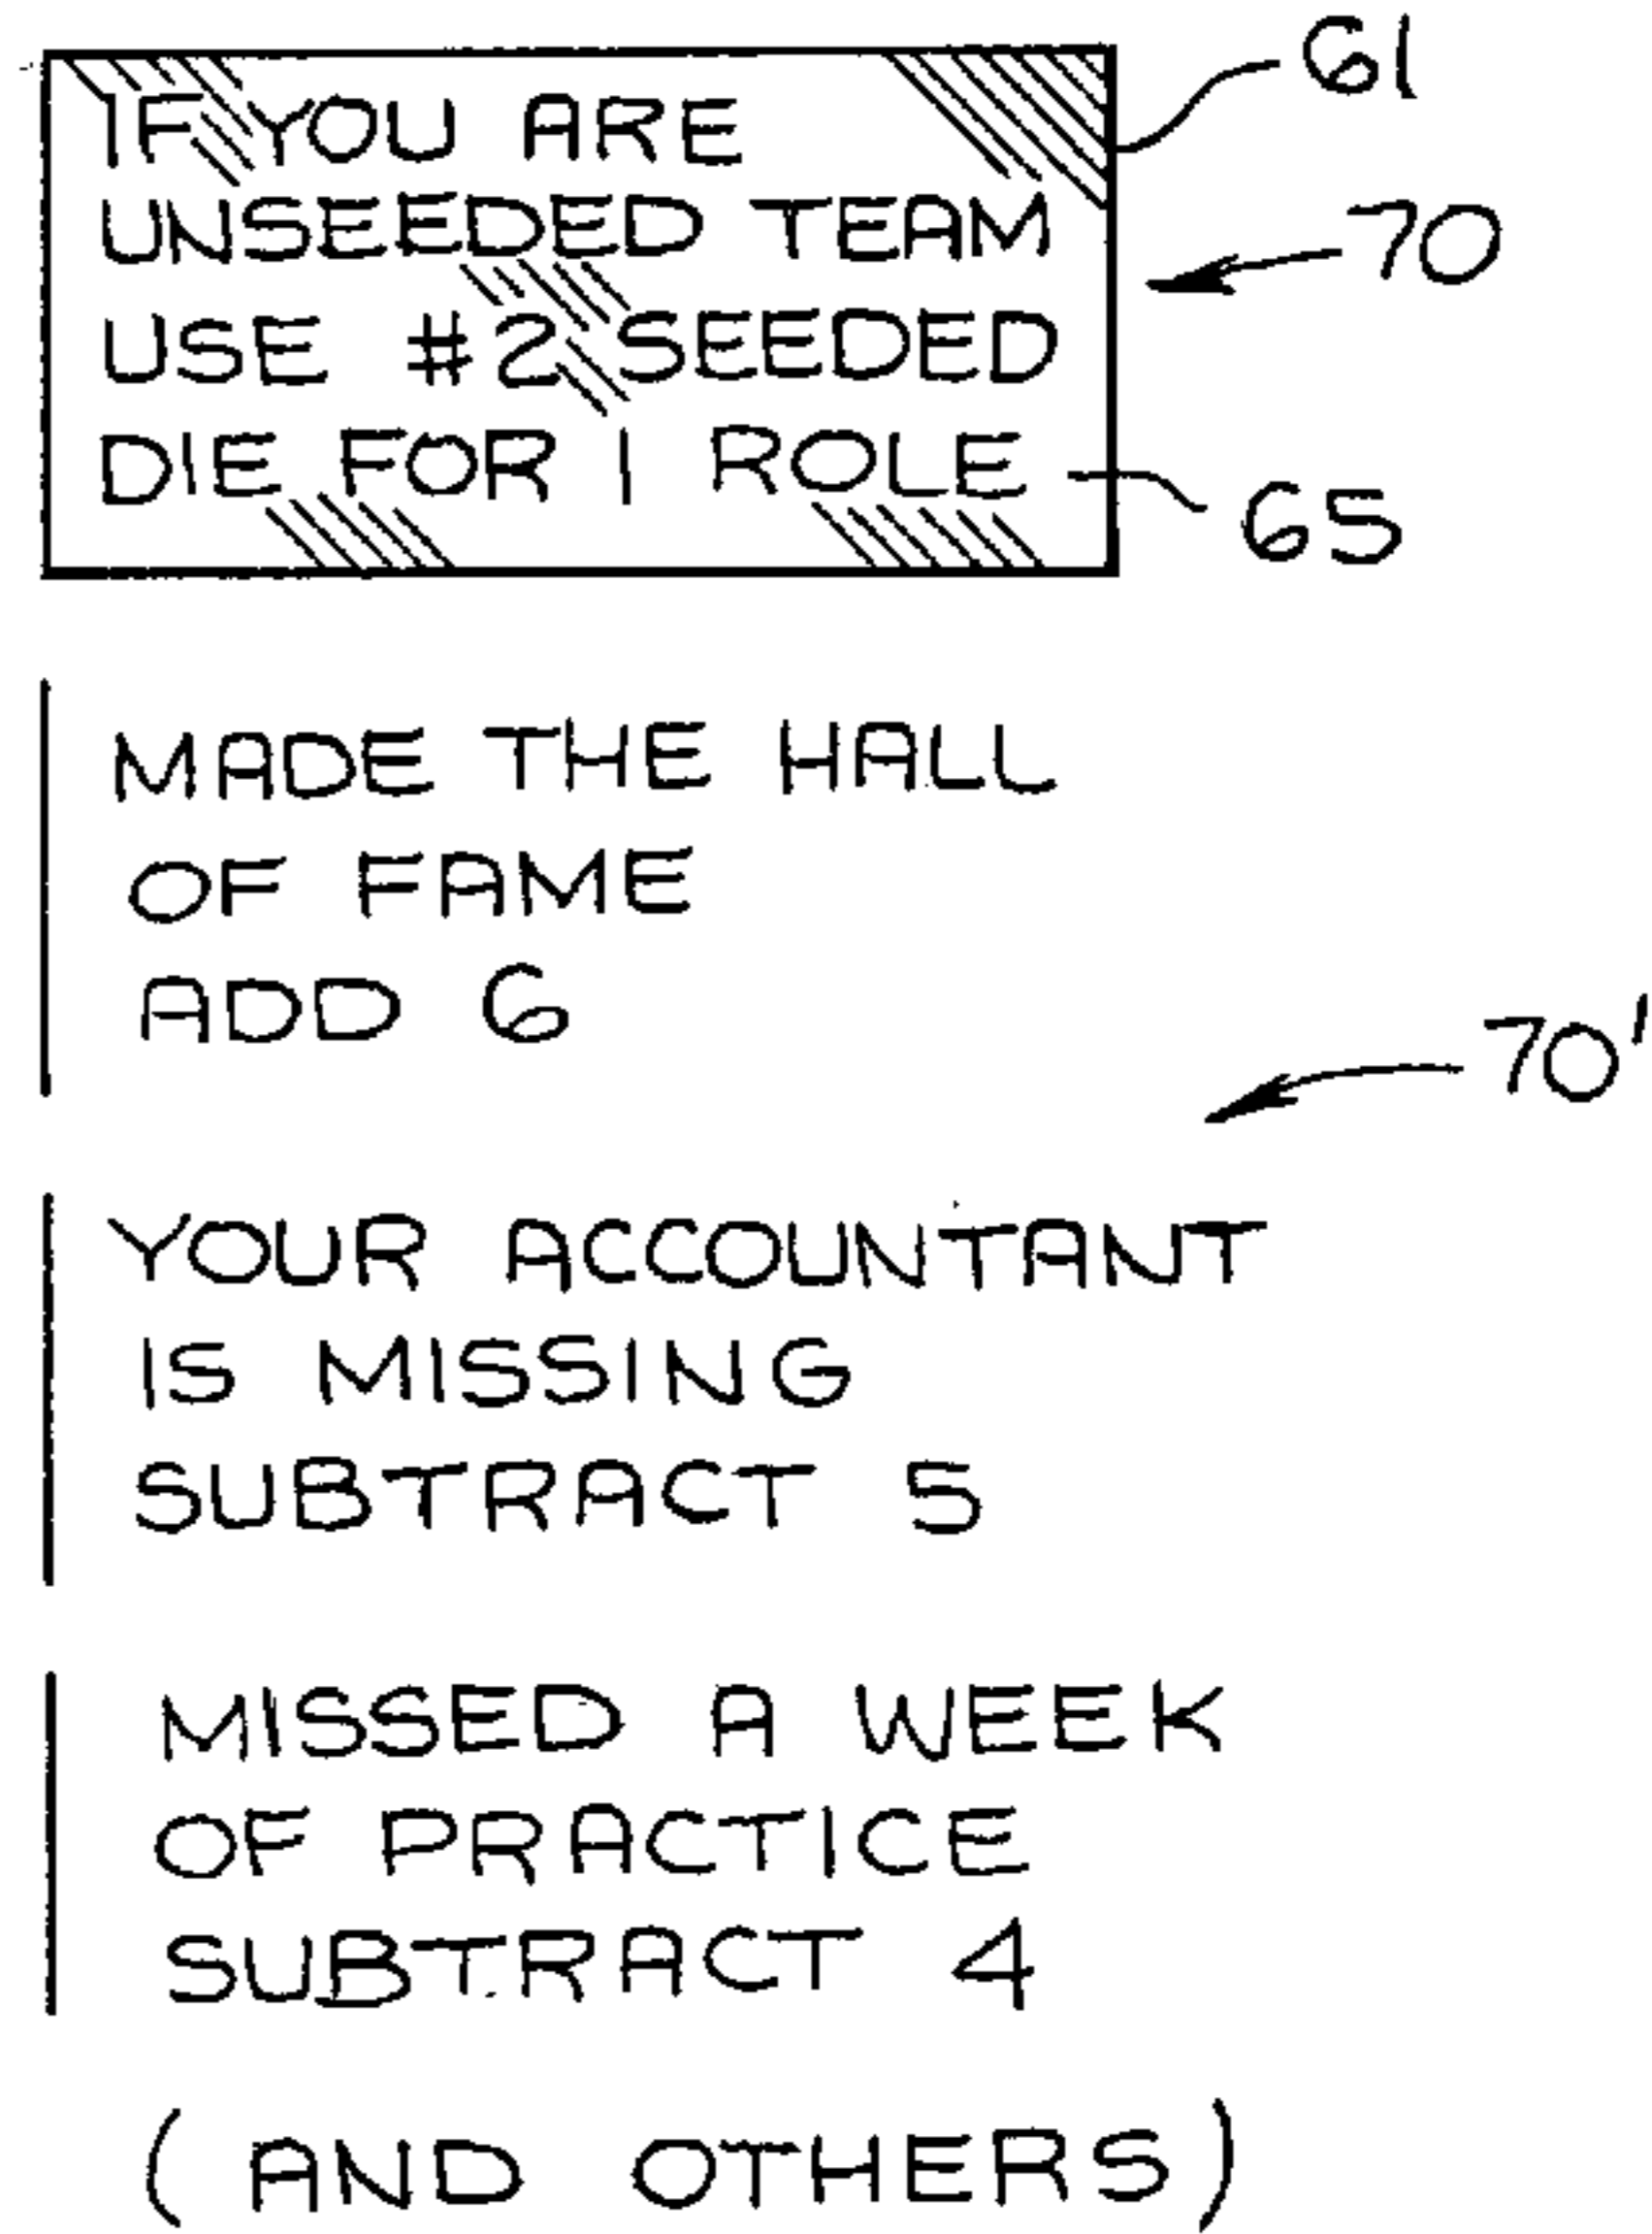 IF YOU ARE
UNSEEDED TEAM
USE #2 SEEDED
DIE FOR 1 ROLE
61
70
65
MADE THE HALL
OF FAME
ADD 6
70'
YOUR ACCOUNTANT
IS MISSING
SUBTRACT 5
MISSED A WEEK
OF PRACTICE
SUBTRACT 4
(AND OTHERS)